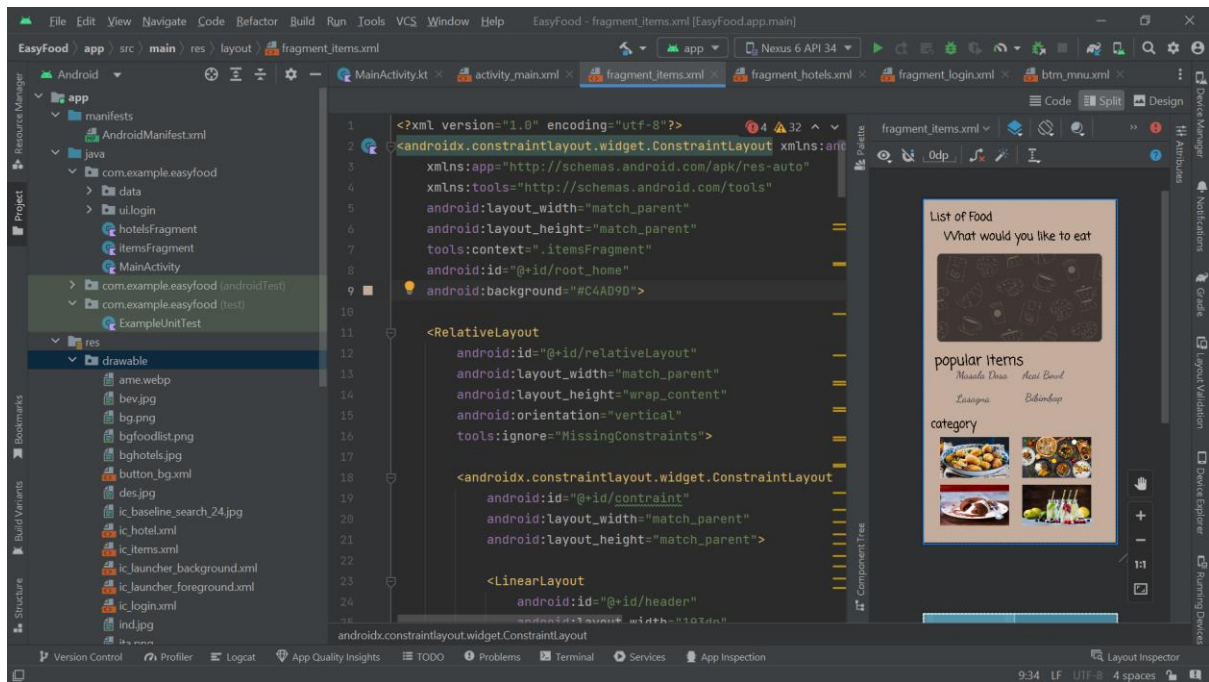 File Edit View Navigate Code Refactor Build Run Tools VCS Window Help EasyFood - fragment_items.xml [EasyFood.app.main]
EasyFood app src main res layout fragment_items.xml app Nexus 6 API 34
Android MainActivity.kt activity_main.xml fragment_items.xml fragment_hotels.xml fragment_login.xml btm_mnu.xml
Code Split Design
Resource Manager
Project
Bookmarks
Build Variants
Structure
app
manifests
AndroidManifest.xml
java
com.example.easyfood
data
ui.login
hotelsFragment
itemsFragment
MainActivity
com.example.easyfood (androidTest)
com.example.easyfood (test)
ExampleUnitTest
res
drawable
ame.webp
bev.jpg
bg.png
bgfoodlist.png
bghotels.jpg
button_bg.xml
des.jpg
ic_baseline_search_24.jpg
ic_hotel.xml
ic_items.xml
ic_launcher_background.xml
ic_launcher_foreground.xml
ic_login.xml
ind.jpg
4 32
1 <?xml version="1.0" encoding="utf-8"?>
2 <androidx.constraintlayout.widget.ConstraintLayout xmlns:and
3 xmlns:app="http://schemas.android.com/apk/res-auto"
4 xmlns:tools="http://schemas.android.com/tools"
5 android:layout_width="match_parent"
6 android:layout_height="match_parent"
7 tools:context=".itemsFragment"
8 android:id="@+id/root_home"
9 android:background="#C4AD9D">
10
11 <RelativeLayout
12 android:id="@+id/relativeLayout"
13 android:layout_width="match_parent"
14 android:layout_height="wrap_content"
15 android:orientation="vertical"
16 tools:ignore="MissingConstraints">
17
18 <androidx.constraintlayout.widget.ConstraintLayout
19 android:id="@+id/contraint"
20 android:layout_width="match_parent"
21 android:layout_height="match_parent">
22
23 <LinearLayout
24 android:id="@+id/header"
androidx.constraintlayout.widget.ConstraintLayout
Palette
Component Tree
fragment_items.xml
0dp
List of Food
What would you like to eat
popular items
Masala Dosa Acai Bowl
Lasagna Bibimbap
category
1:1
Attributes
Device Manager
Notifications
Gradle
Layout Validation
Device Explorer
Running Devices
Version Control Profiler Logcat App Quality Insights TODO Problems Terminal Services App Inspection Layout Inspector
9:34 LF UTF-8 4 spaces